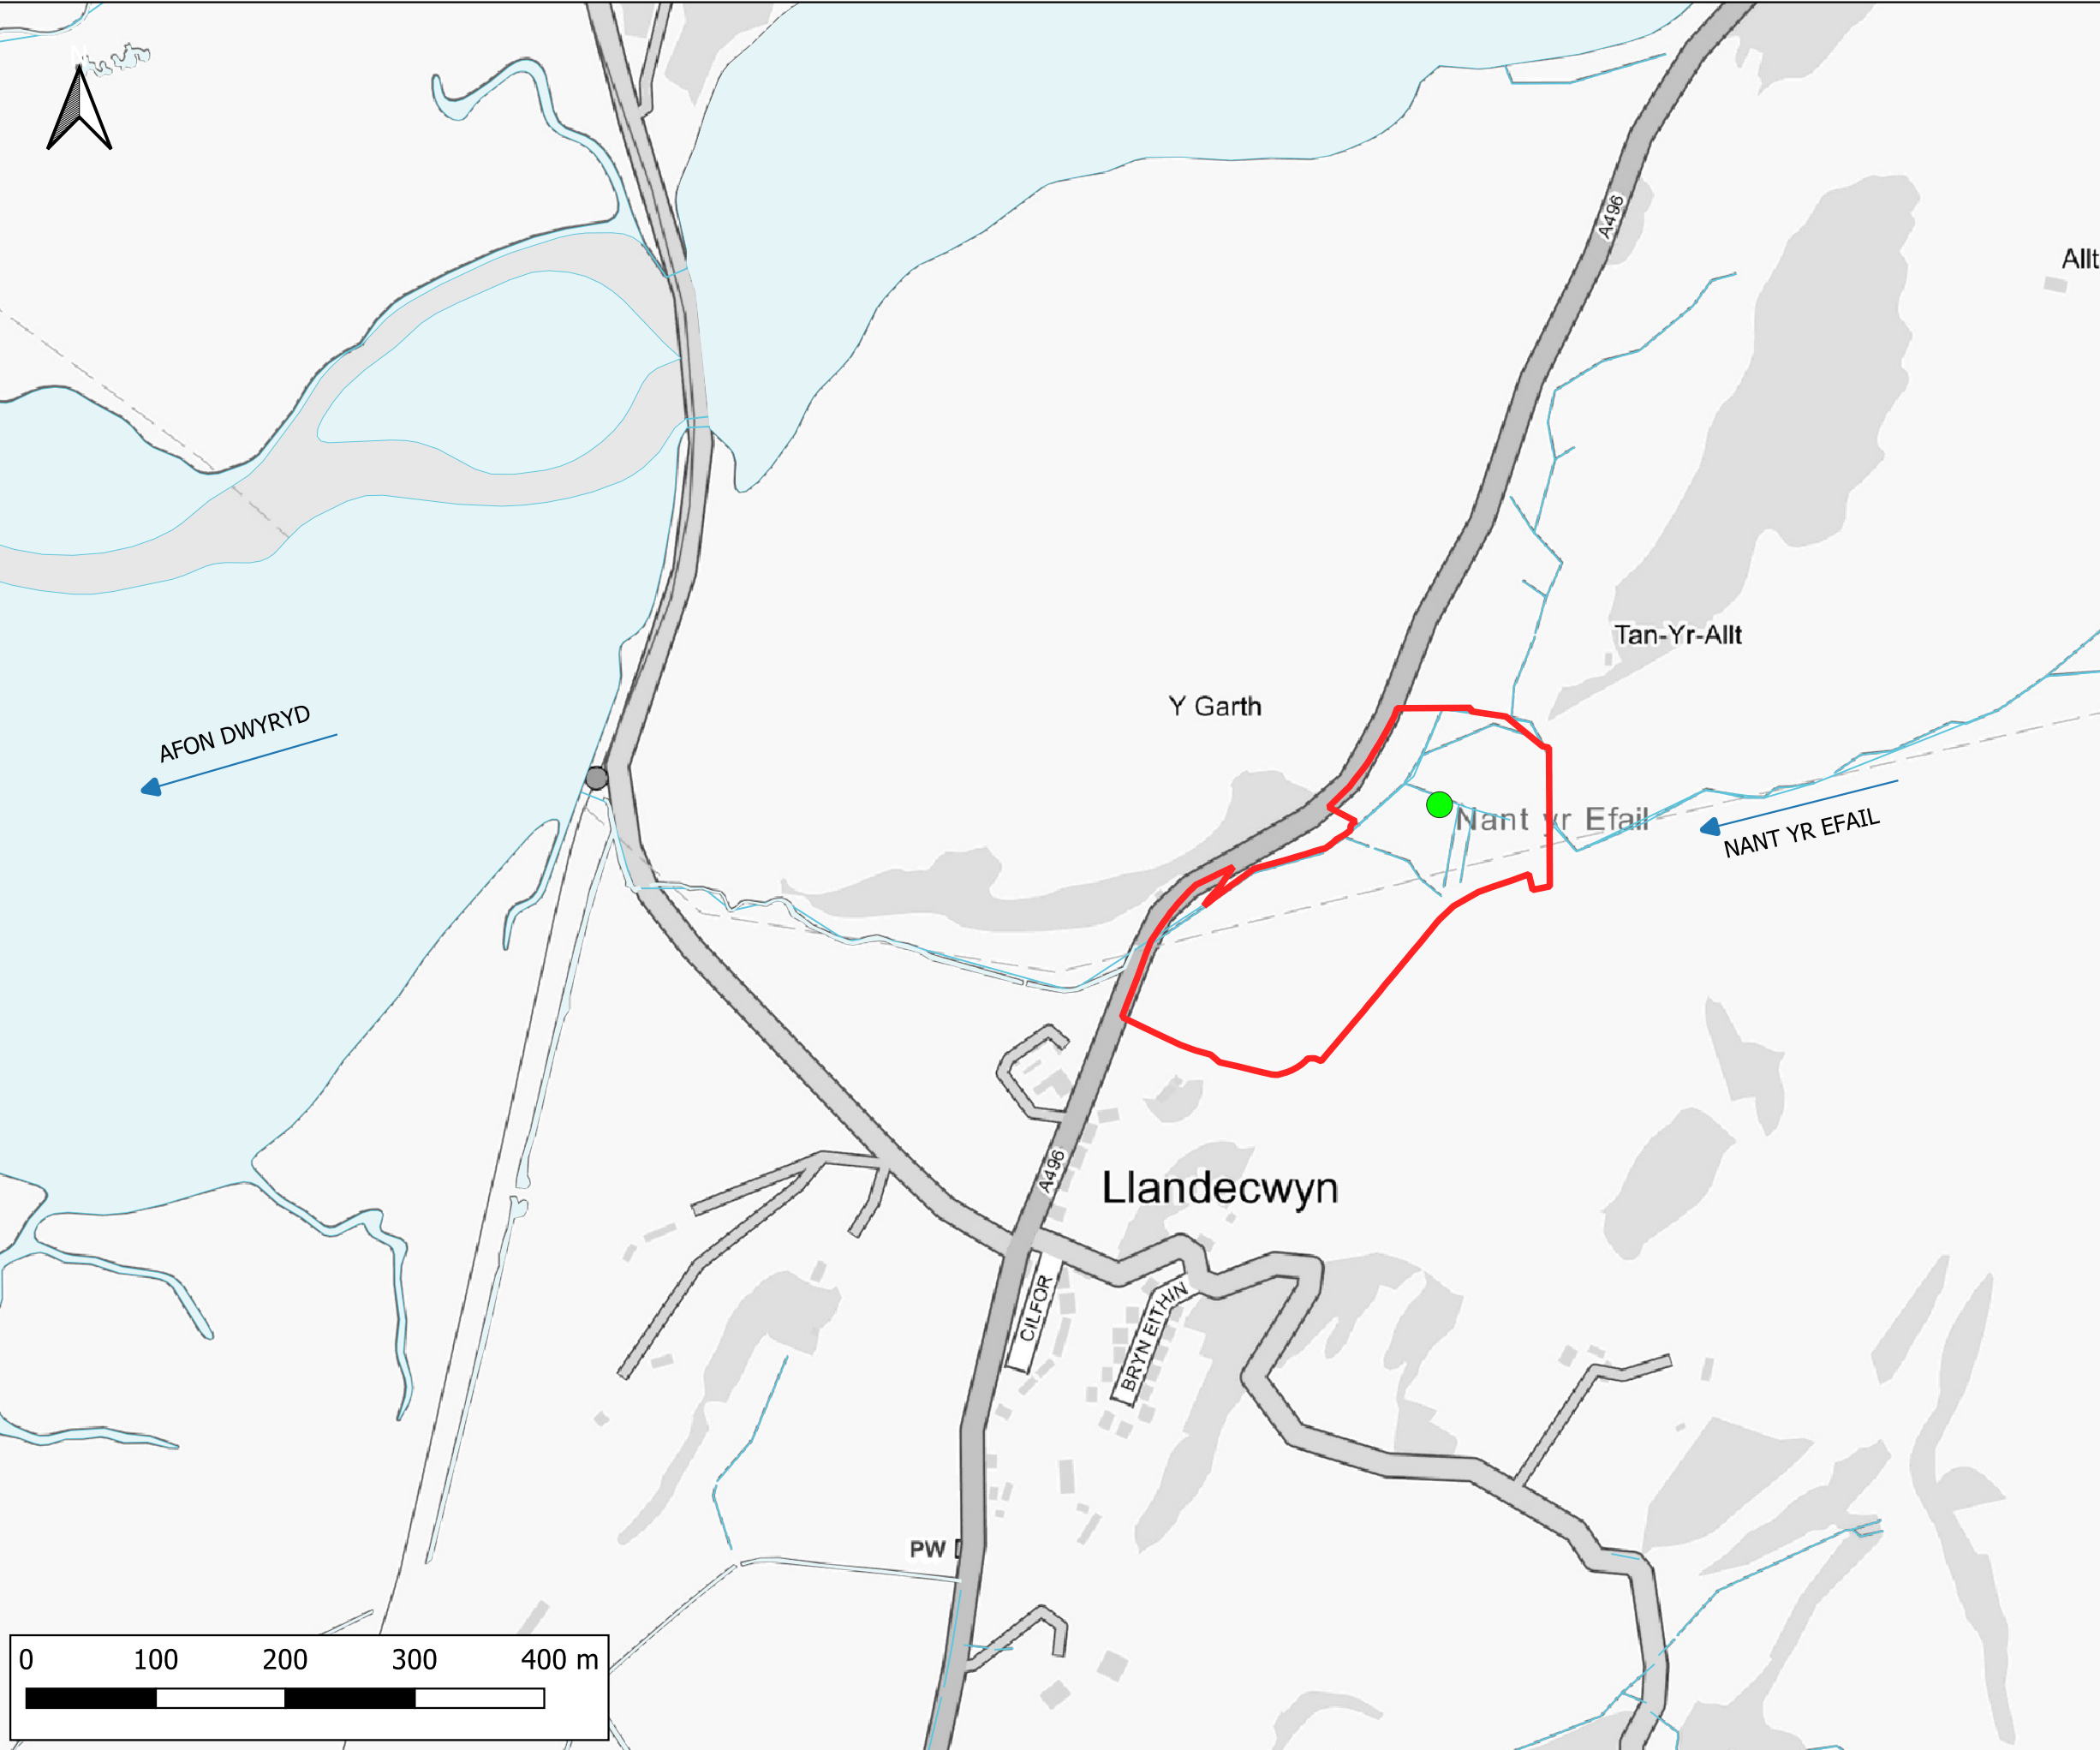 N
A496
Allt
Tan-Yr-Allt
Y Garth
AFON DWYRYD
Nant yr Efail
NANT YR EFAIL
A496
Llandecwyn
CILFOR
BRYN EITHIN
PW
0 100 200 300 400 m